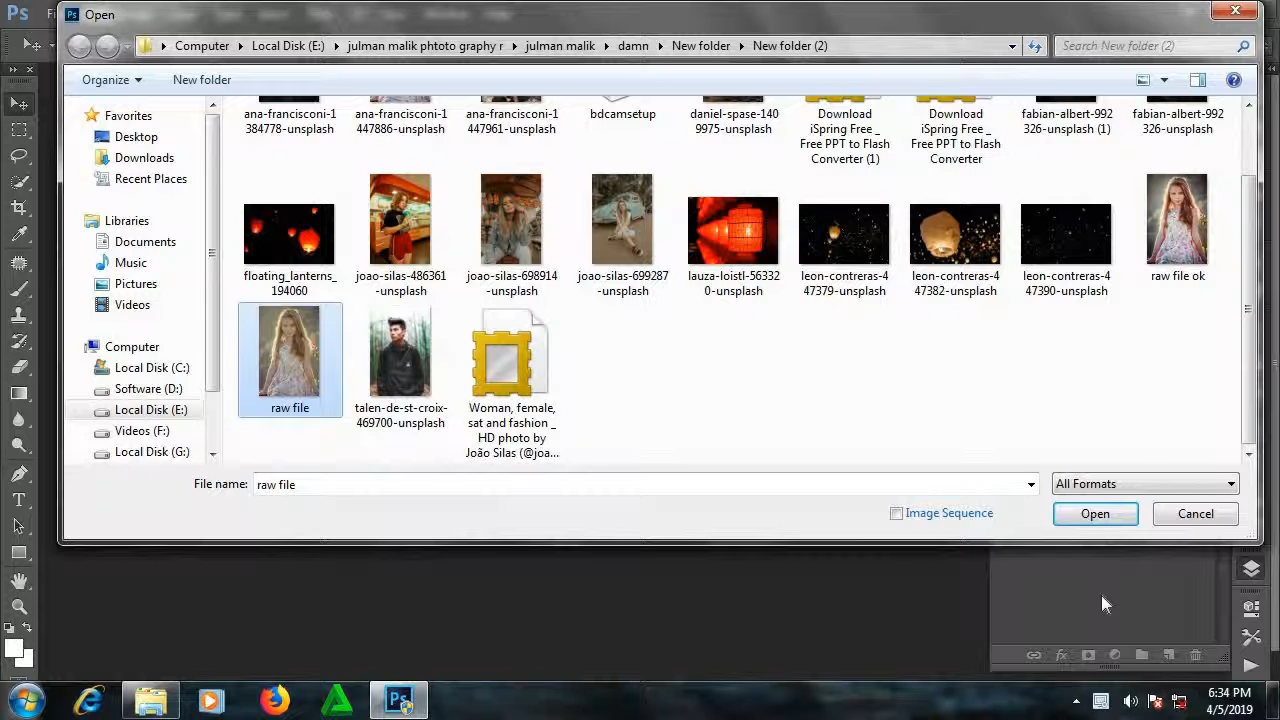 Ps
Open
Computer
Local Disk (E:)
julman malik phtoto graphy r
julman malik
damn
New folder
New folder (2)
Search New folder (2)
Organize
New folder
Favorites
Desktop
Downloads
Recent Places
Libraries
Documents
Music
Pictures
Videos
Computer
Local Disk (C:)
Software (D:)
Local Disk (E:)
Videos (F:)
Local Disk (G:)
ana-francisconi-1
384778-unsplash
ana-francisconi-1
447886-unsplash
ana-francisconi-1
447961-unsplash
bdcamsetup
daniel-spase-140
9975-unsplash
Download
iSpring Free _
Free PPT to Flash
Converter (1)
Download
iSpring Free _
Free PPT to Flash
Converter
fabian-albert-992
326-unsplash (1)
fabian-albert-992
326-unsplash
floating_lanterns_
194060
joao-silas-486361
-unsplash
joao-silas-698914
-unsplash
joao-silas-699287
-unsplash
lauza-loistl-56332
0-unsplash
leon-contreras-4
47379-unsplash
leon-contreras-4
47382-unsplash
leon-contreras-4
47390-unsplash
raw file ok
raw file
talen-de-st-croix-
469700-unsplash
Woman, female,
sat and fashion _
HD photo by
João Silas (@joa...
File name:
raw file
All Formats
Image Sequence
Open
Cancel
fx
T
Ps
6:34 PM
4/5/2019